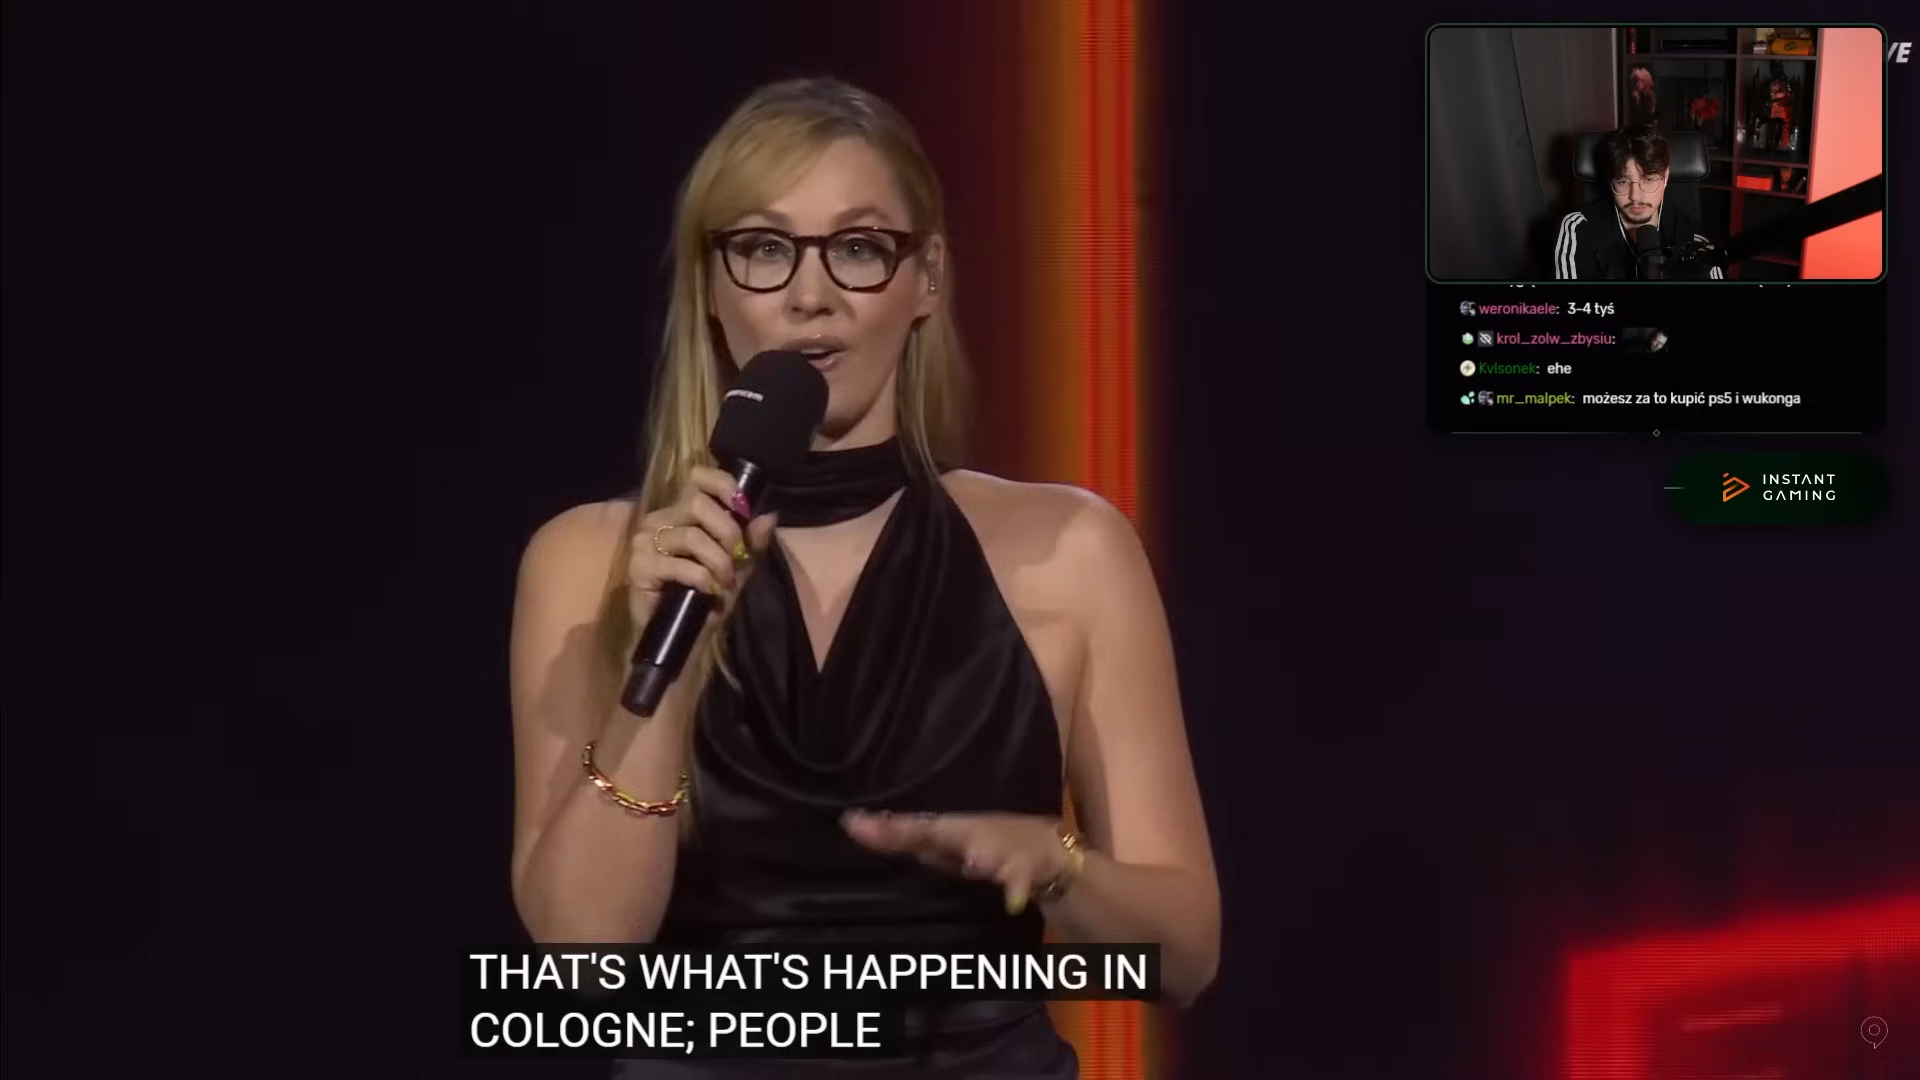 VE
weronikaele: 3-4 tyś
krol_zolw_zbysiu:
Kvlsonek: ehe
mr_malpek: możesz za to kupić ps5 i wukonga
INSTANT
GAMING
THAT'S WHAT'S HAPPENING IN
COLOGNE; PEOPLE